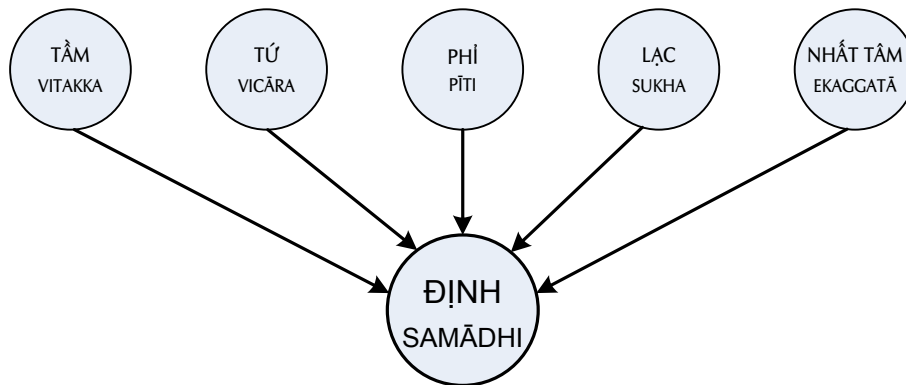 TẦM
VITAKKA
TỨ
VICĀRA
PHỈ
PĪTI
LẠC
SUKHA
NHẤT TÂM
EKAGGATĀ
ĐỊNH
SAMĀDHI